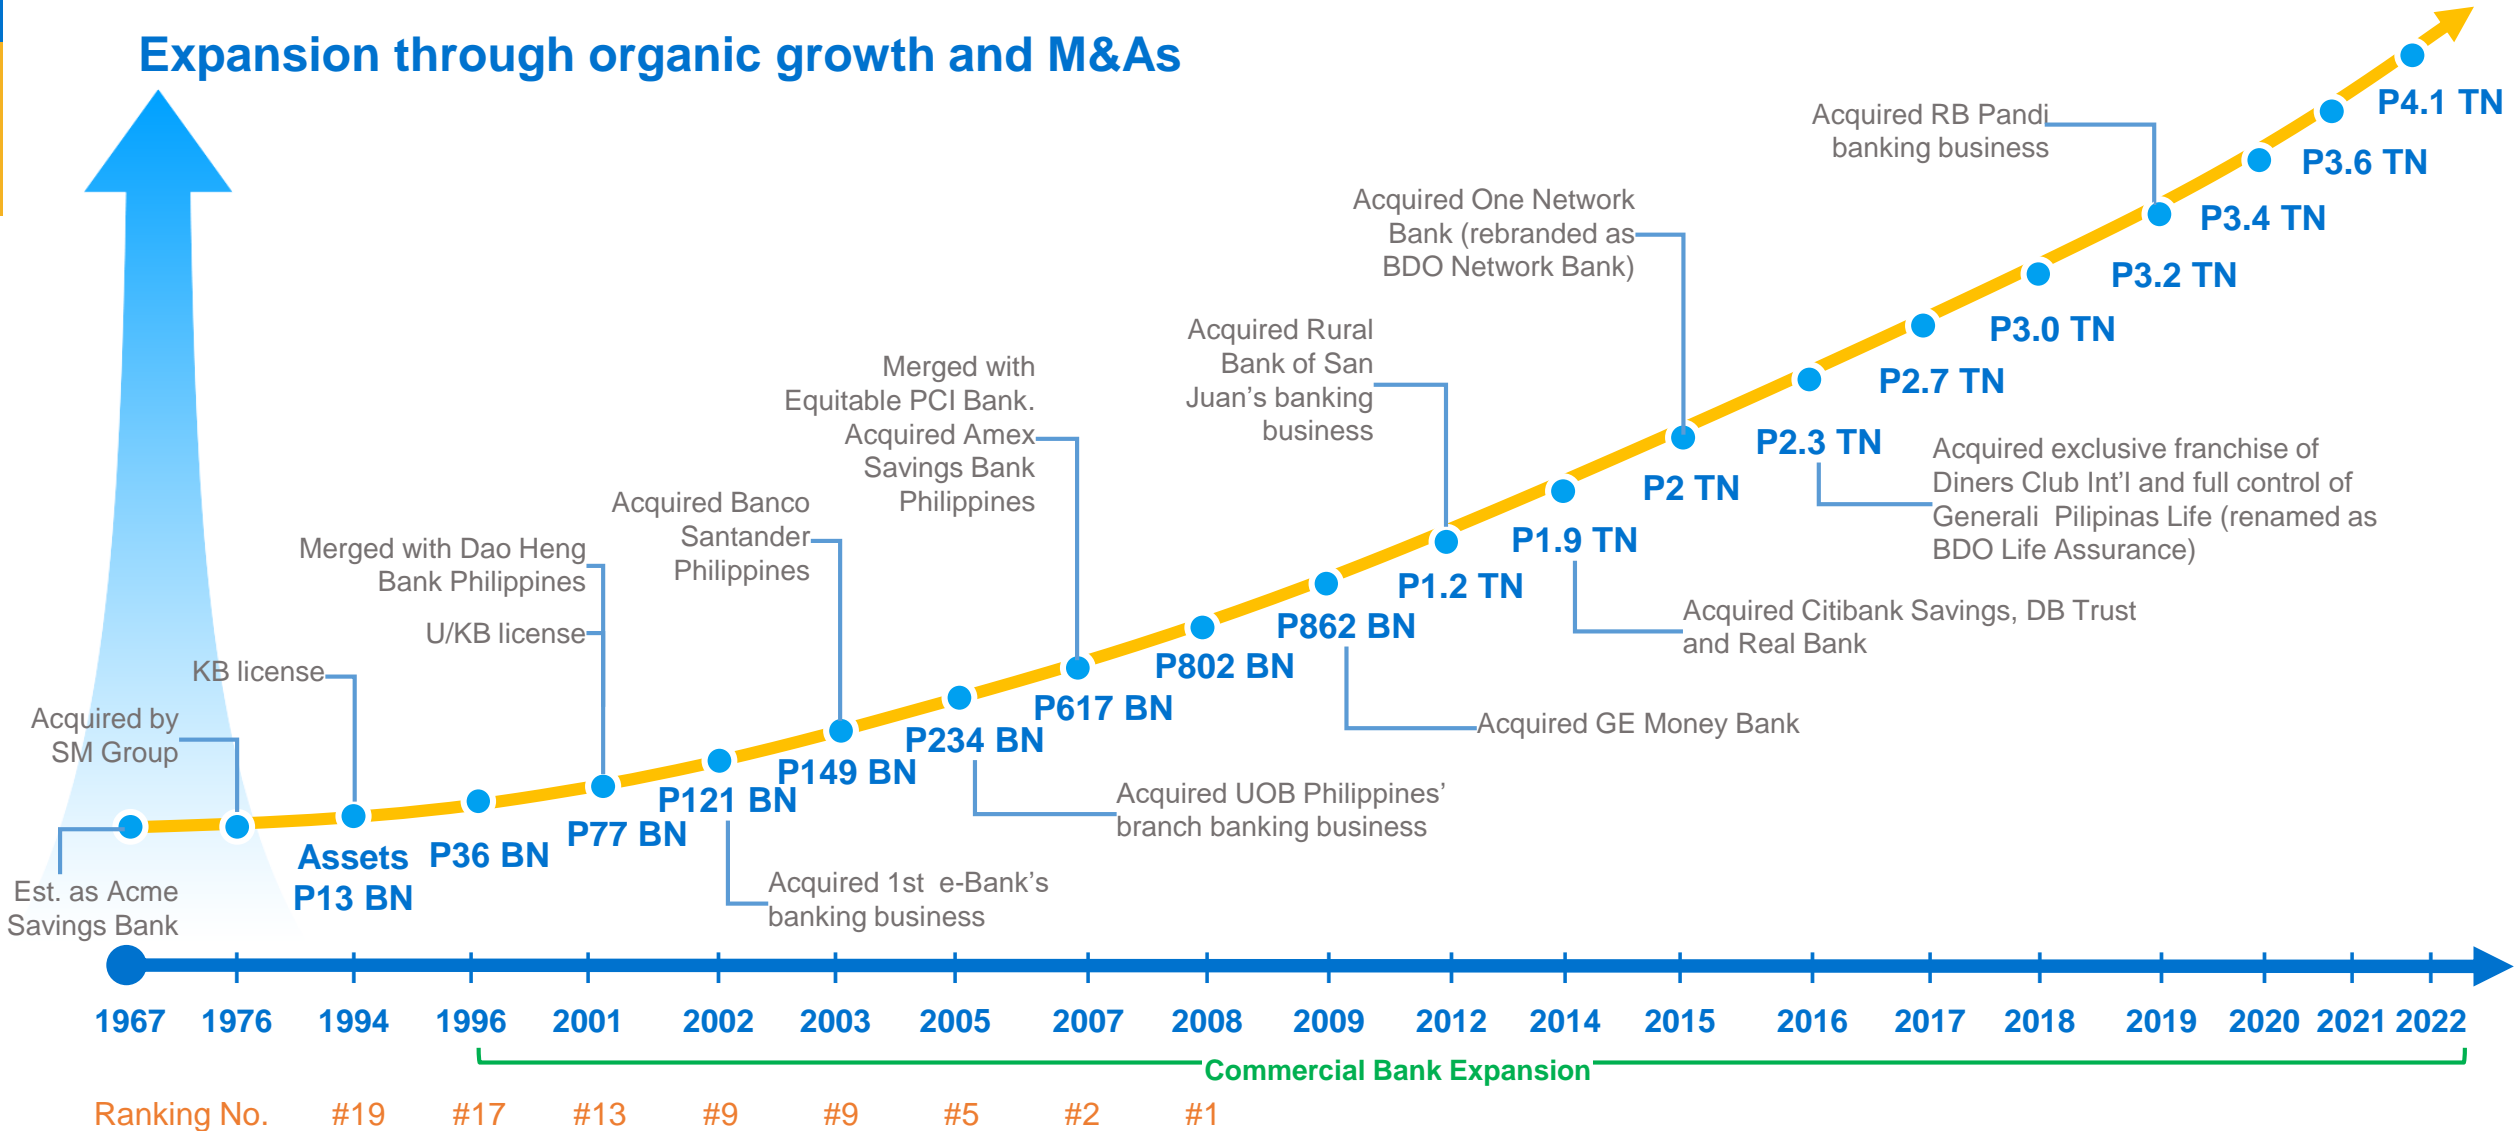 Expansion through organic growth and M&As
P4.1 TN
Acquired RB Pandi
banking business
P3.6 TN
Acquired One Network
Bank (rebranded as
BDO Network Bank)
P3.4 TN
P3.2 TN
Acquired Rural
Bank of San
Juan's banking
business
P3.0 TN
Merged with
Equitable PCI Bank.
Acquired Amex
Savings Bank
Philippines
P2.7 TN
P2.3 TN
Acquired exclusive franchise of
Diners Club Int'l and full control of
Generali  Pilipinas Life (renamed as
BDO Life Assurance)
Acquired Banco
Santander
Philippines
P2 TN
Merged with Dao Heng
Bank Philippines
U/KB license
P1.9 TN
P1.2 TN
Acquired Citibank Savings, DB Trust
and Real Bank
P862 BN
KB license
P802 BN
Acquired by
SM Group
P617 BN
Acquired GE Money Bank
P234 BN
P149 BN
P121 BN
Acquired UOB Philippines'
branch banking business
P77 BN
Assets
P13 BN
P36 BN
Est. as Acme
Savings Bank
Acquired 1st  e-Bank's
banking business
1967 1976 1994 1996 2001 2002 2003 2005 2007 2008 2009 2012 2014 2015 2016 2017 2018 2019 2020 2021 2022
Commercial Bank Expansion
Ranking No. #19 #17 #13 #9 #9 #5 #2 #1